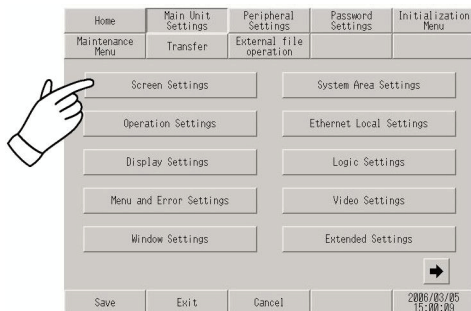 Home
Main Unit
Settings
Peripheral
Settings
Password
Settings
Initialization
Menu
Maintenance
Menu
Transfer
External file
operation
Screen Settings
System Area Settings
Operation Settings
Ethernet Local Settings
Display Settings
Logic Settings
Menu and Error Settings
Video Settings
Window Settings
Extended Settings
Save
Exit
Cancel
2006/03/05
15:00:09